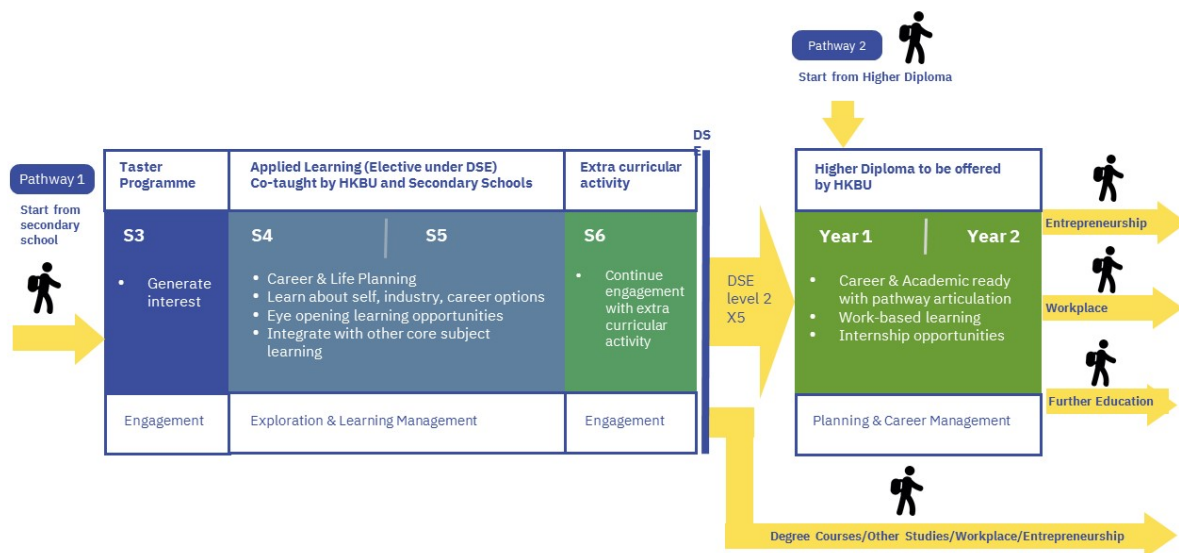 Pathway 2
Start from Higher Diploma
Pathway 1
Start from
secondary
school
Taster
Programme
Applied Learning (Elective under DSE)
Co-taught by HKBU and Secondary Schools
Extra curricular
activity
DS
E
Higher Diploma to be offered
by HKBU
S3
• Generate
interest
S4
S5
• Career & Life Planning
• Learn about self, industry, career options
• Eye opening learning opportunities
• Integrate with other core subject
learning
S6
• Continue
engagement
with extra
curricular
activity
DSE
level 2
X5
Year 1
Year 2
• Career & Academic ready
with pathway articulation
• Work-based learning
• Internship opportunities
Entrepreneurship
Workplace
Further Education
Engagement
Exploration & Learning Management
Engagement
Planning & Career Management
Degree Courses/Other Studies/Workplace/Entrepreneurship